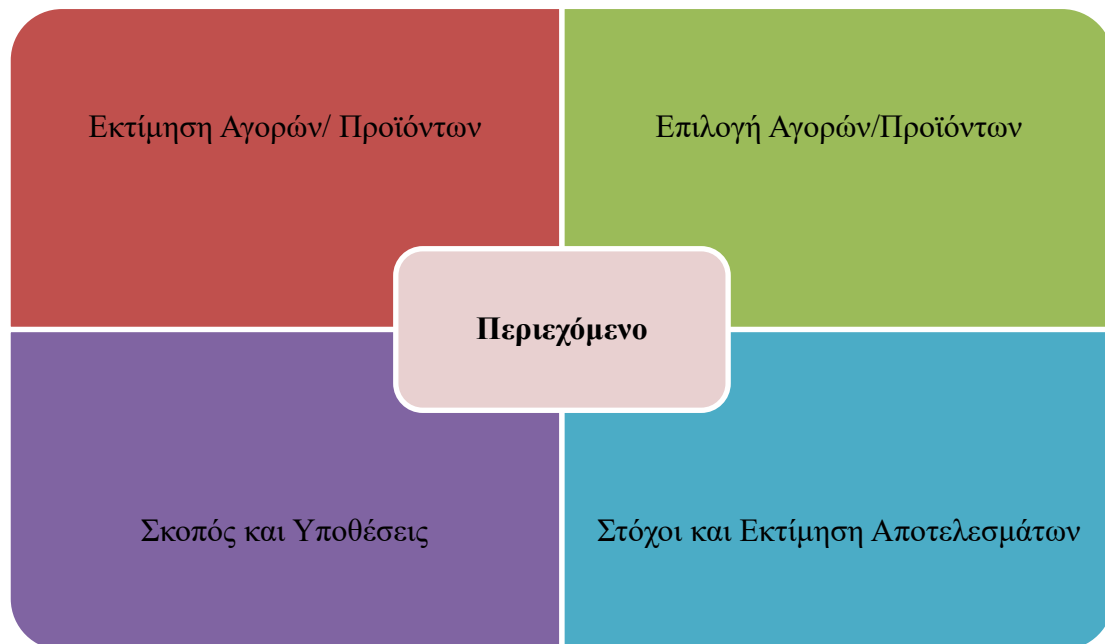 Εκτίμηση Αγορών/ Προϊόντων
Επιλογή Αγορών/Προϊόντων
Περιεχόμενο
Σκοπός και Υποθέσεις
Στόχοι και Εκτίμηση Αποτελεσμάτων